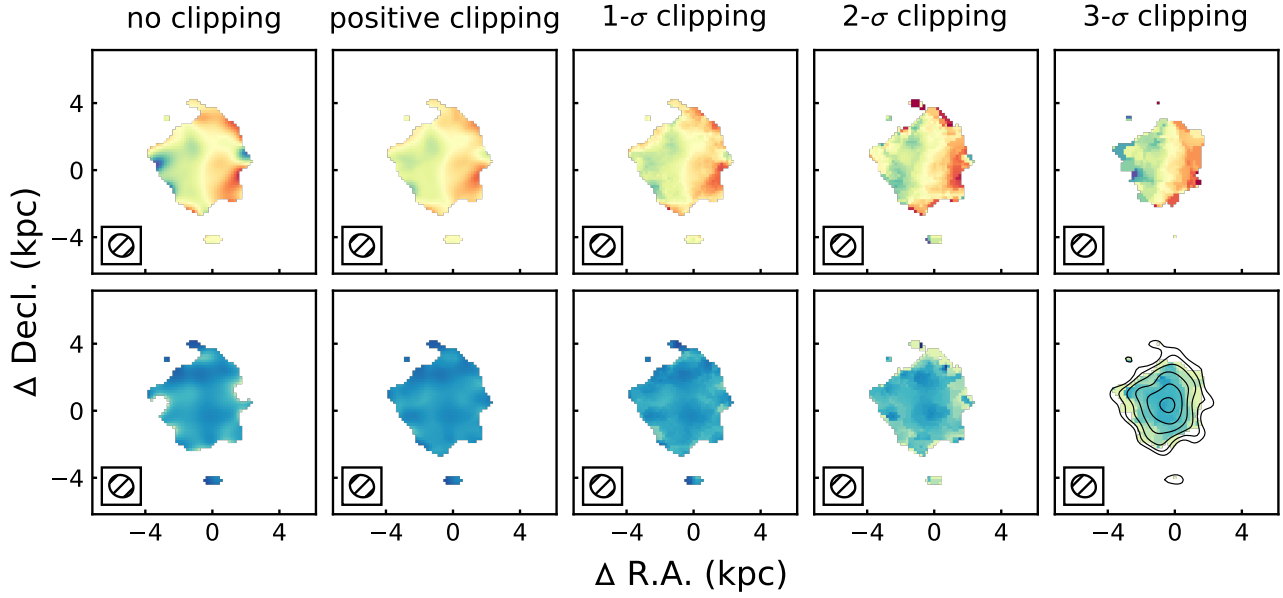 no clipping
positive clipping
1-σ clipping
2-σ clipping
3-σ clipping
4
0
−4
4
0
−4
−4 0 4
−4 0 4
−4 0 4
−4 0 4
−4 0 4
Δ Decl. (kpc)
Δ R.A. (kpc)